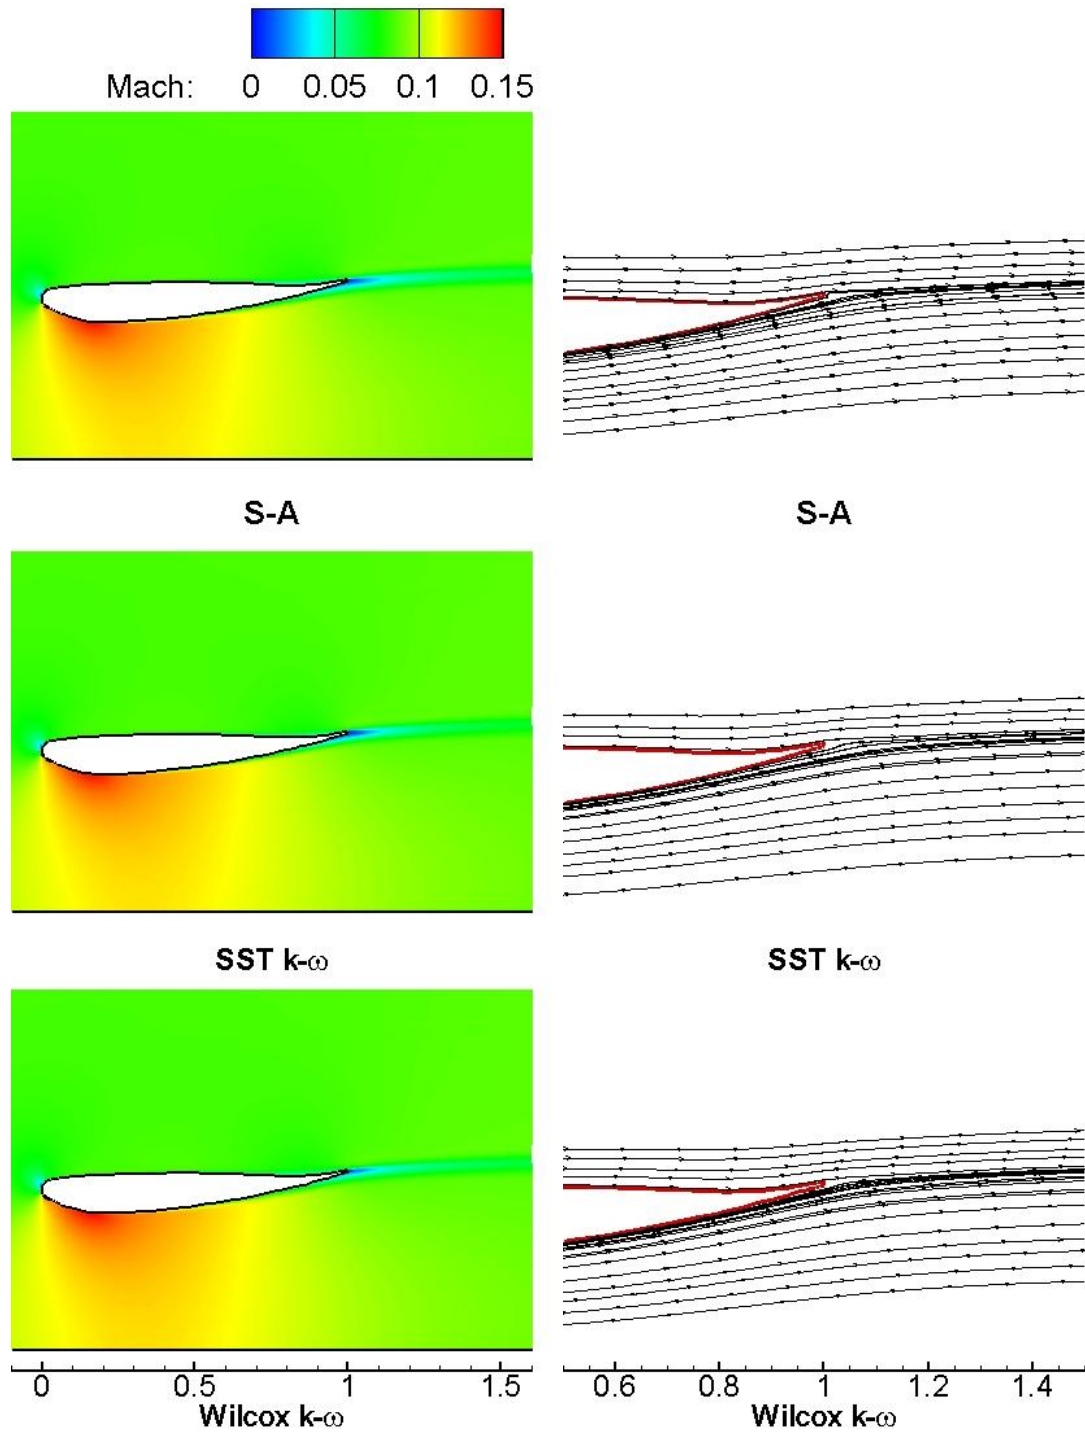 Mach: 0 0.05 0.1 0.15
S-A S-A
SST k-ω SST k-ω
0 0.5 1 1.5 0.6 0.8 1 1.2 1.4
Wilcox k-ω Wilcox k-ω